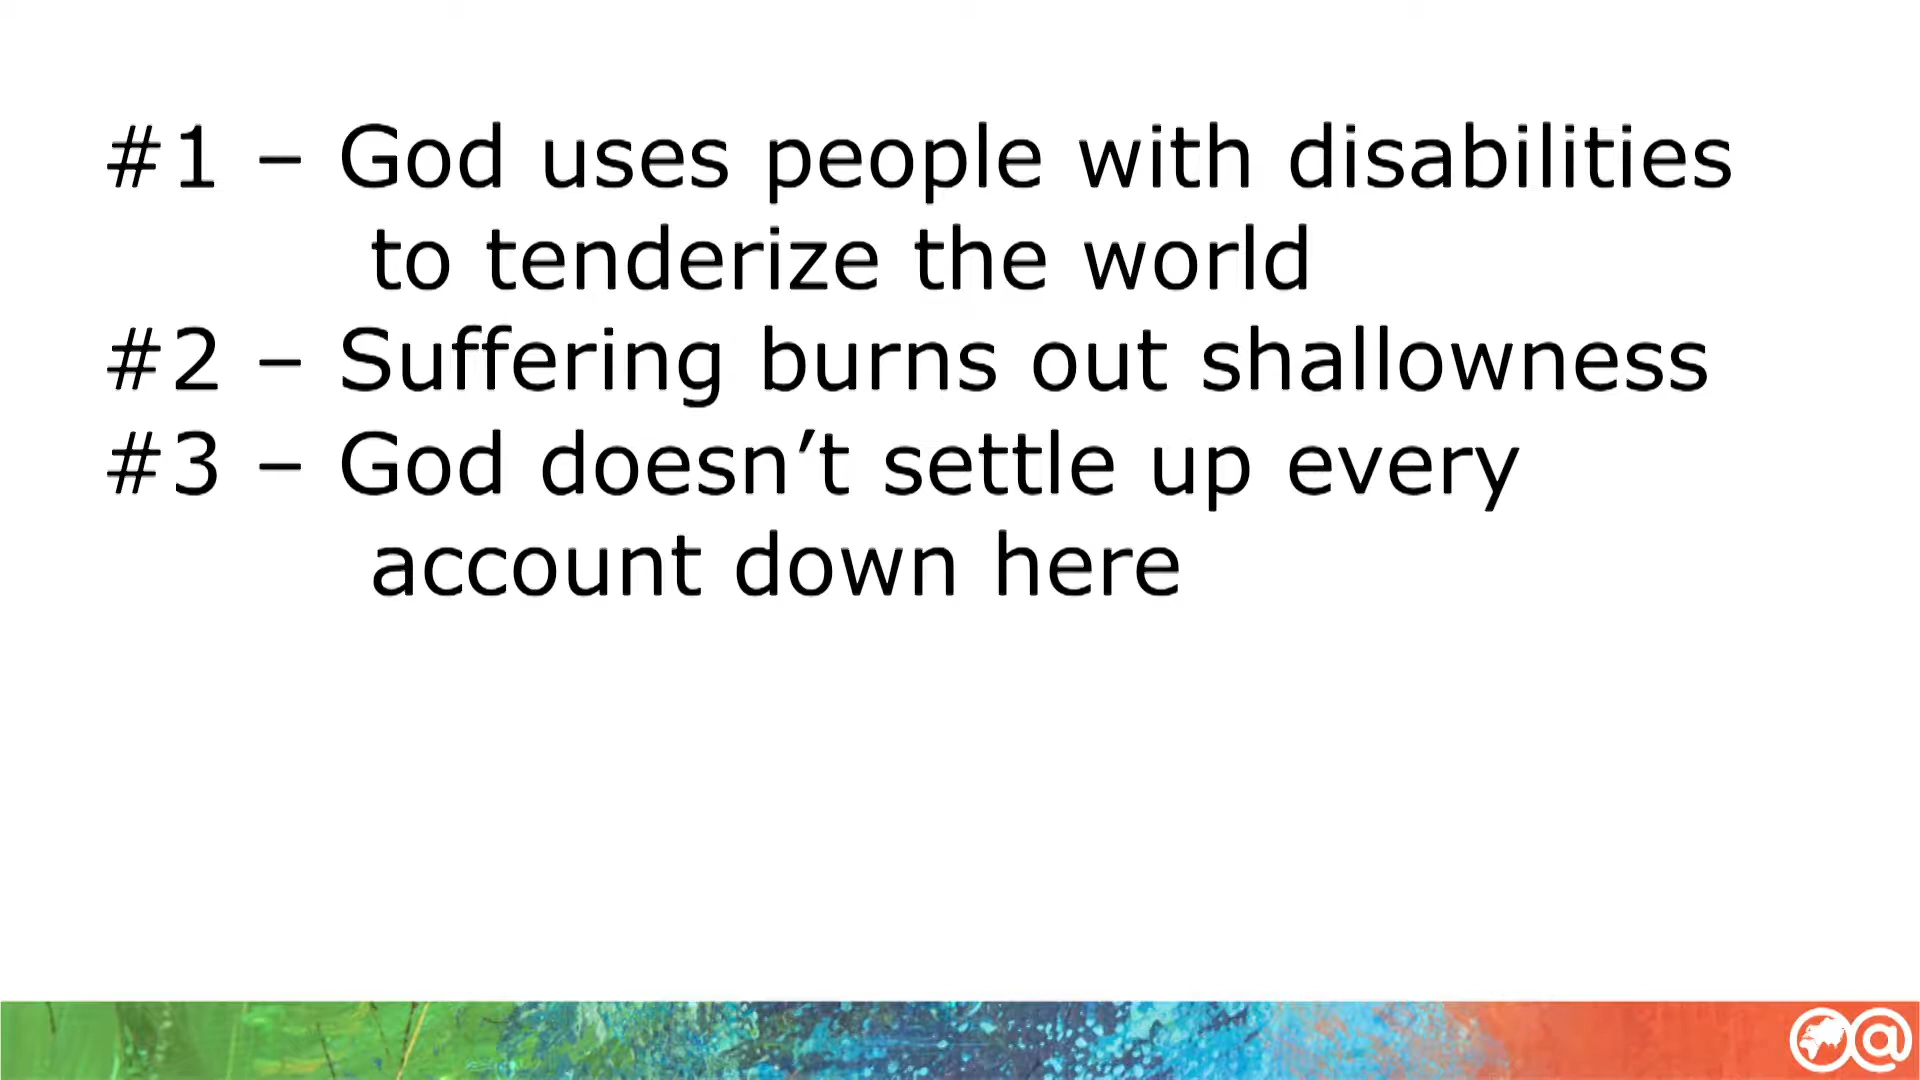 #1 – God uses people with disabilities
to tenderize the world
#2 – Suffering burns out shallowness
#3 – God doesn’t settle up every
account down here
@